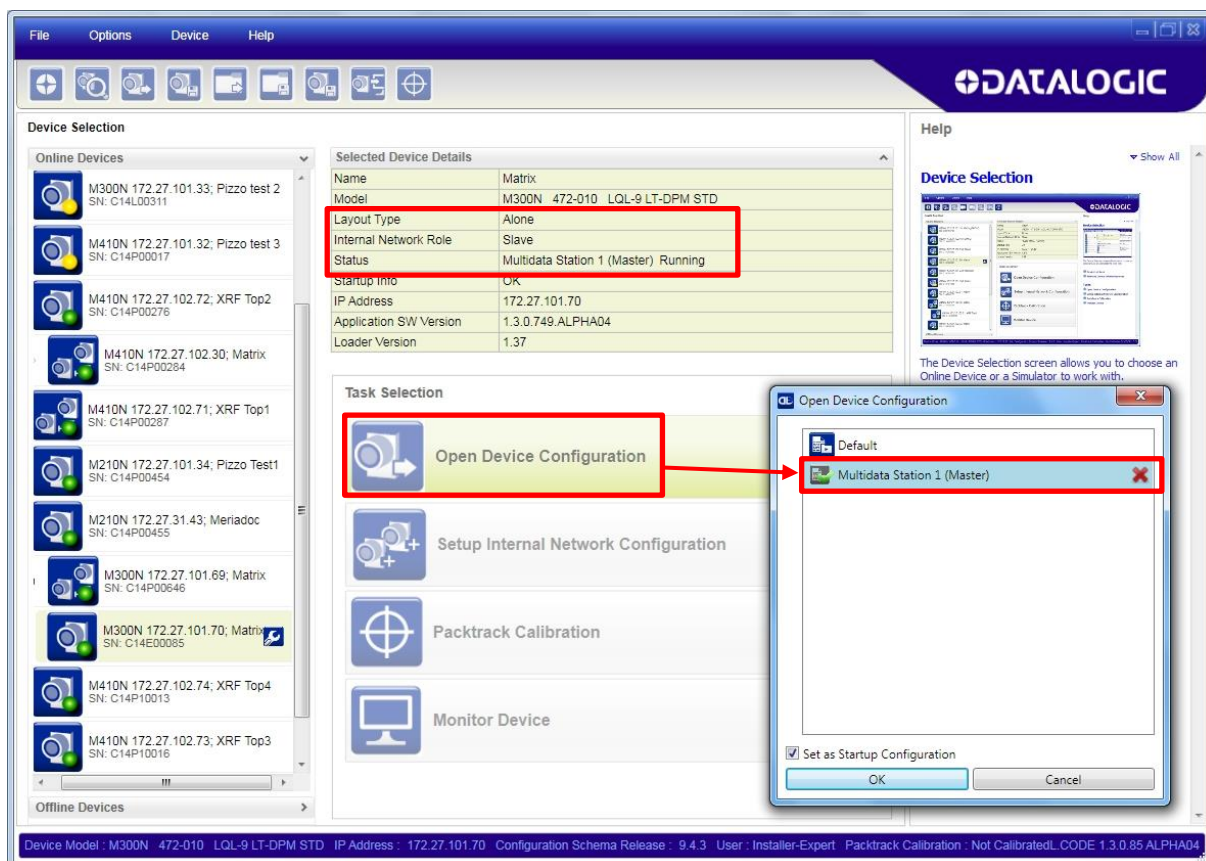 File Options Device Help
DATALOGIC
Device Selection
Online Devices
M300N 172.27.101.33; Pizzo test 2
SN: C14L00311
M410N 172.27.101.32; Pizzo test 3
SN: C14P00017
M410N 172.27.102.72; XRF Top2
SN: C14P00276
M410N 172.27.102.30; Matrix
SN: C14P00284
M410N 172.27.102.71; XRF Top1
SN: C14P00287
M210N 172.27.101.34; Pizzo Test1
SN: C14P00454
M210N 172.27.31.43; Meriadoc
SN: C14P00455
M300N 172.27.101.69; Matrix
SN: C14P00646
M300N 172.27.101.70; Matrix
SN: C14E00085
M410N 172.27.102.74; XRF Top4
SN: C14P10013
M410N 172.27.102.73; XRF Top3
SN: C14P10016
Offline Devices
Selected Device Details
Name Matrix
Model M300N 472-010 LQL-9 LT-DPM STD
Layout Type Alone
Internal Network Role Slave
Status Multidata Station 1 (Master) Running
Startup Info OK
IP Address 172.27.101.70
Application SW Version 1.3.0.749.ALPHA04
Loader Version 1.37
Task Selection
Open Device Configuration
Setup Internal Network Configuration
Packtrack Calibration
Monitor Device
Help
Show All
Device Selection
The Device Selection screen allows you to choose an
Online Device or a Simulator to work with.
Open Device Configuration
Default
Multidata Station 1 (Master)
Set as Startup Configuration
OK Cancel
Device Model : M300N 472-010 LQL-9 LT-DPM STD IP Address : 172.27.101.70 Configuration Schema Release : 9.4.3 User : Installer-Expert Packtrack Calibration : Not CalibratedL.CODE 1.3.0.85 ALPHA04